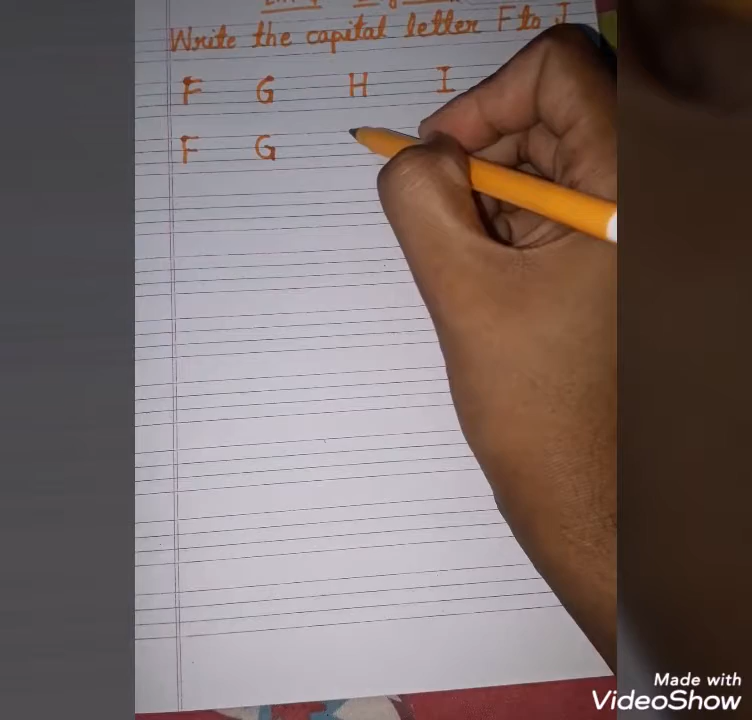 Write the capital letter F to J
F G H I
F G
Made with
VideoShow